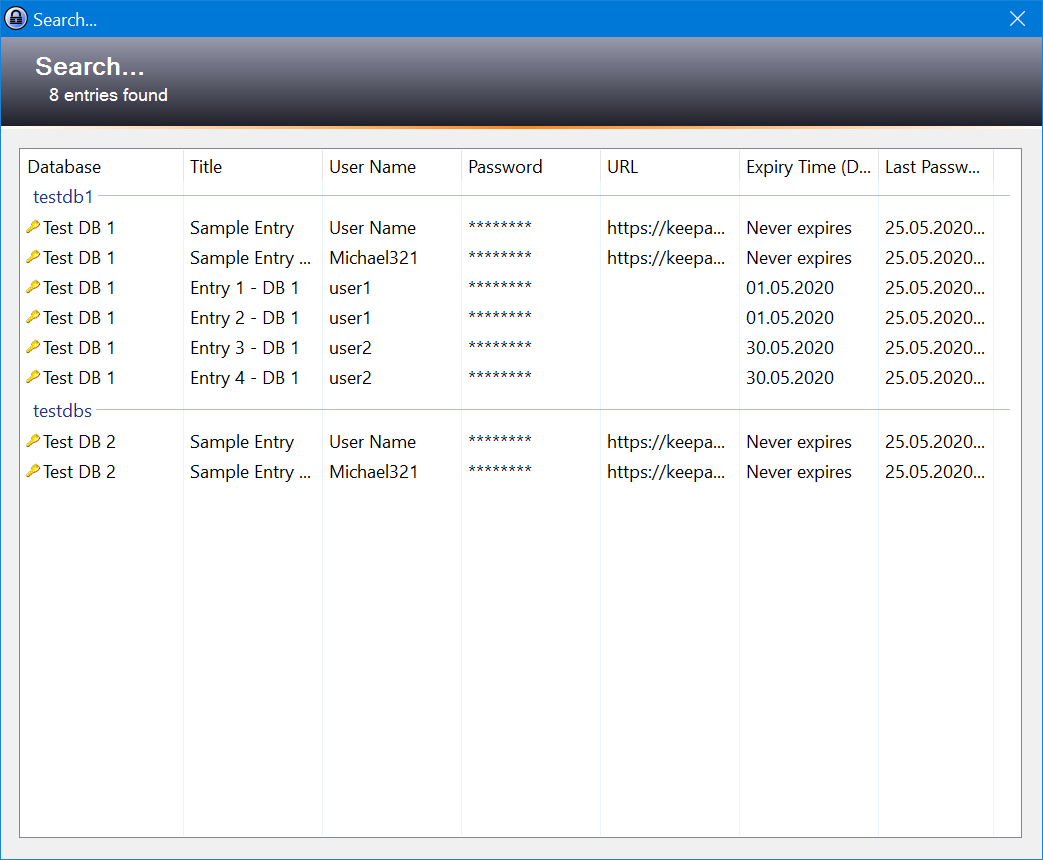 Search...
Search...
8 entries found
Database Title User Name Password URL Expiry Time (D... Last Passw...
testdb1
Test DB 1 Sample Entry User Name ******** https://keepa... Never expires 25.05.2020...
Test DB 1 Sample Entry ... Michael321 ******** https://keepa... Never expires 25.05.2020...
Test DB 1 Entry 1 - DB 1 user1 ******** 01.05.2020 25.05.2020...
Test DB 1 Entry 2 - DB 1 user1 ******** 01.05.2020 25.05.2020...
Test DB 1 Entry 3 - DB 1 user2 ******** 30.05.2020 25.05.2020...
Test DB 1 Entry 4 - DB 1 user2 ******** 30.05.2020 25.05.2020...
testdbs
Test DB 2 Sample Entry User Name ******** https://keepa... Never expires 25.05.2020...
Test DB 2 Sample Entry ... Michael321 ******** https://keepa... Never expires 25.05.2020...